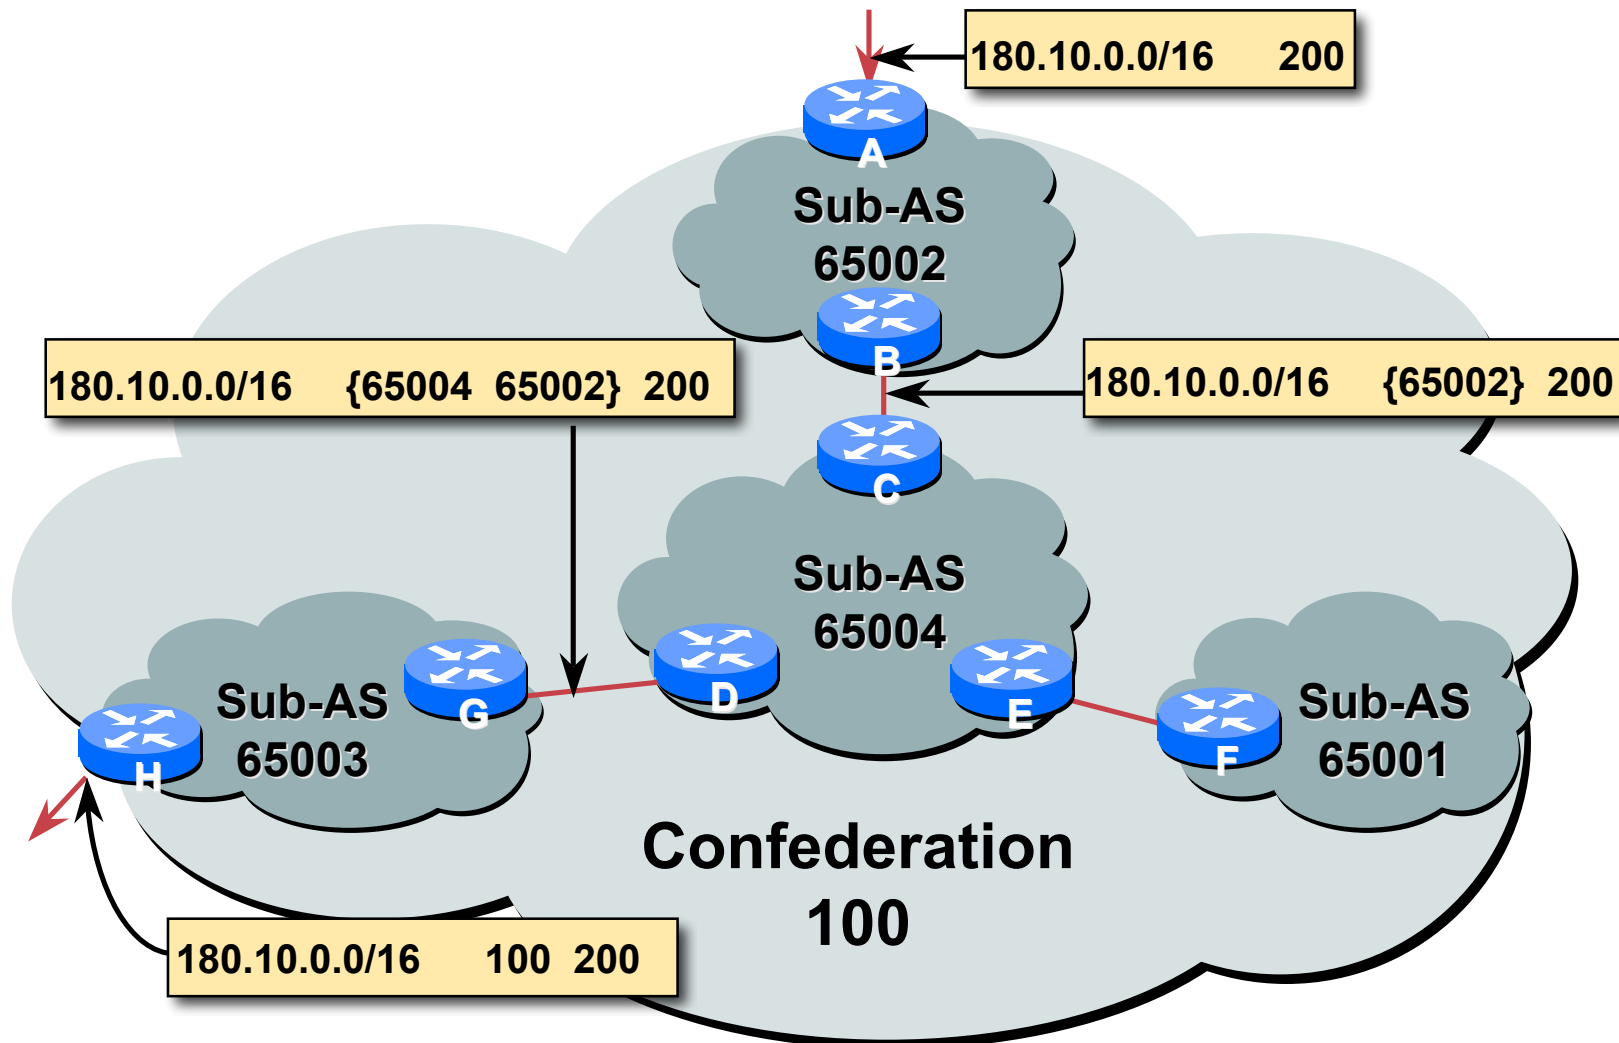 180.10.0.0/16 200
A
Sub-AS
65002
B
180.10.0.0/16 {65004 65002} 200
180.10.0.0/16 {65002} 200
C
Sub-AS
65004
D
E
G
Sub-AS
65003
H
F
Sub-AS
65001
Confederation
100
180.10.0.0/16 100 200